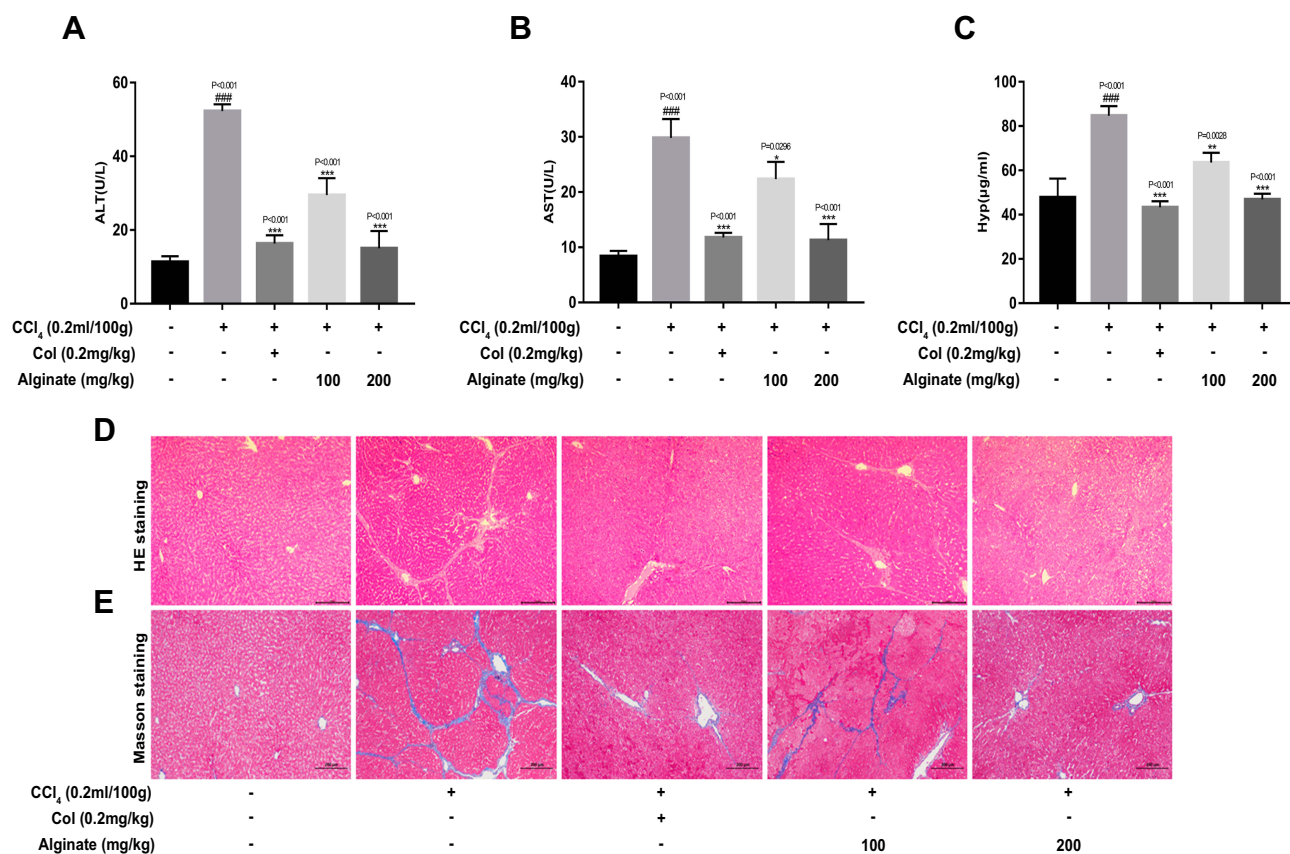 A
B
C
P<0.001
###
P<0.001
***
P<0.001
***
P<0.001
***
ALT(U/L)
60
40
20
0
P<0.001
###
P<0.001
***
P=0.0296
*
P<0.001
***
AST(U/L)
40
30
20
10
0
P<0.001
###
P<0.001
***
P=0.0028
**
P<0.001
***
Hyp(µg/ml)
100
80
60
40
20
0
CCl4 (0.2ml/100g) - + + + +
Col (0.2mg/kg) - - + - -
Alginate (mg/kg) - - - 100 200
CCl4 (0.2ml/100g) - + + + +
Col (0.2mg/kg) - - + - -
Alginate (mg/kg) - - - 100 200
CCl4 (0.2ml/100g) - + + + +
Col (0.2mg/kg) - - + - -
Alginate (mg/kg) - - - 100 200
D
HE staining
E
Masson staining
CCl4 (0.2ml/100g) - + + + +
Col (0.2mg/kg) - - + - -
Alginate (mg/kg) - - - 100 200